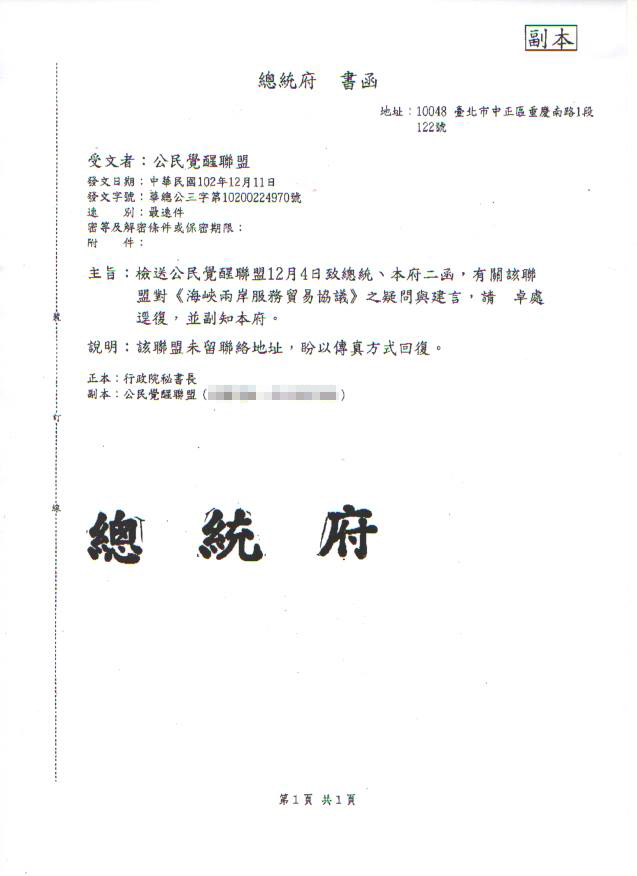 副本
總統府 書函
地址：10048 臺北市中正區重慶南路1段
122號
受文者：公民覺醒聯盟
發文日期：中華民國102年12月11日
發文字號：華總公三字第10200224970號
速 別：最速件
密等及解密條件或保密期限：
附 件：
主旨：檢送公民覺醒聯盟12月4日致總統、本府二函，有關該聯
盟對《海峽兩岸服務貿易協議》之疑問與建言，請 卓處
逕復，並副知本府。
說明：該聯盟未留聯絡地址，盼以傳真方式回復。
正本：行政院秘書長
副本：公民覺醒聯盟（ ）
裝
訂
線
總統府
第1頁 共1頁